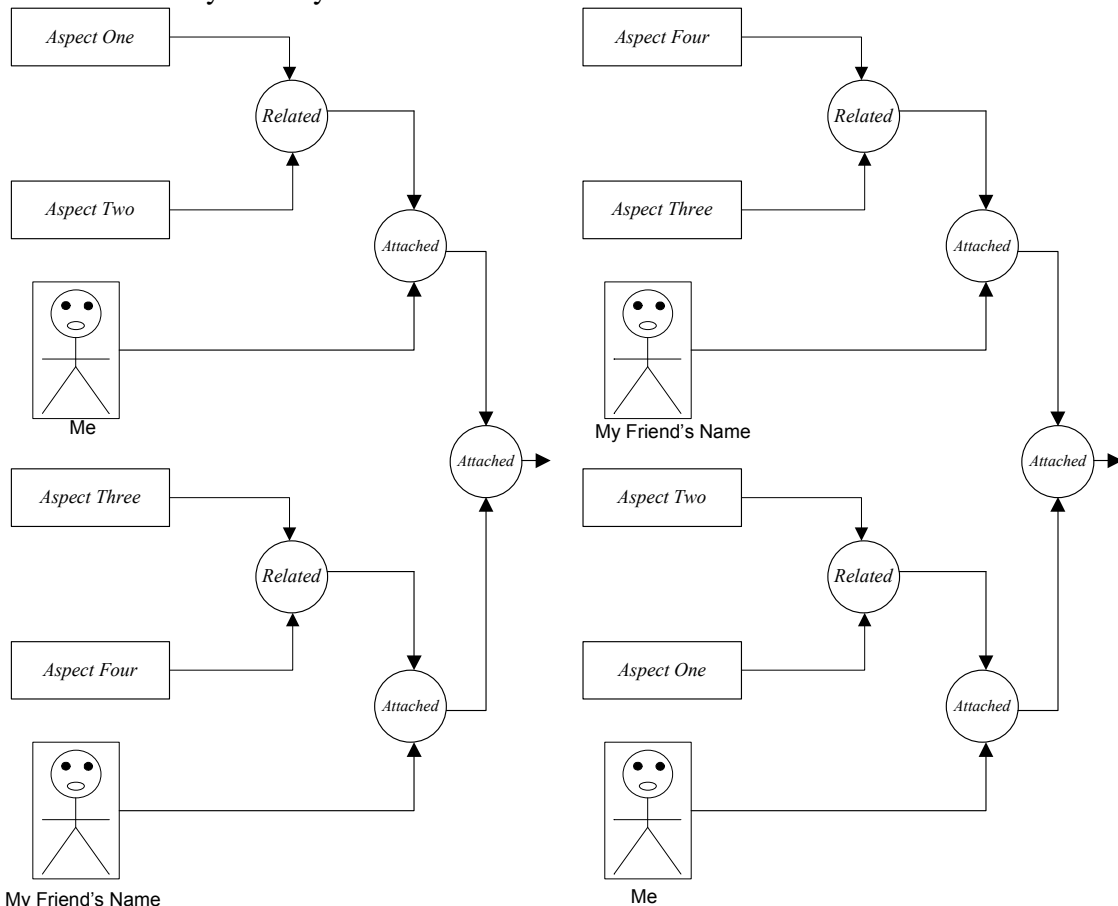 Aspect One
Related
Aspect Two
Attached
Me
Attached
Aspect Three
Related
Aspect Four
Attached
My Friend's Name
Aspect Four
Related
Aspect Three
Attached
My Friend's Name
Attached
Aspect Two
Related
Aspect One
Attached
Me